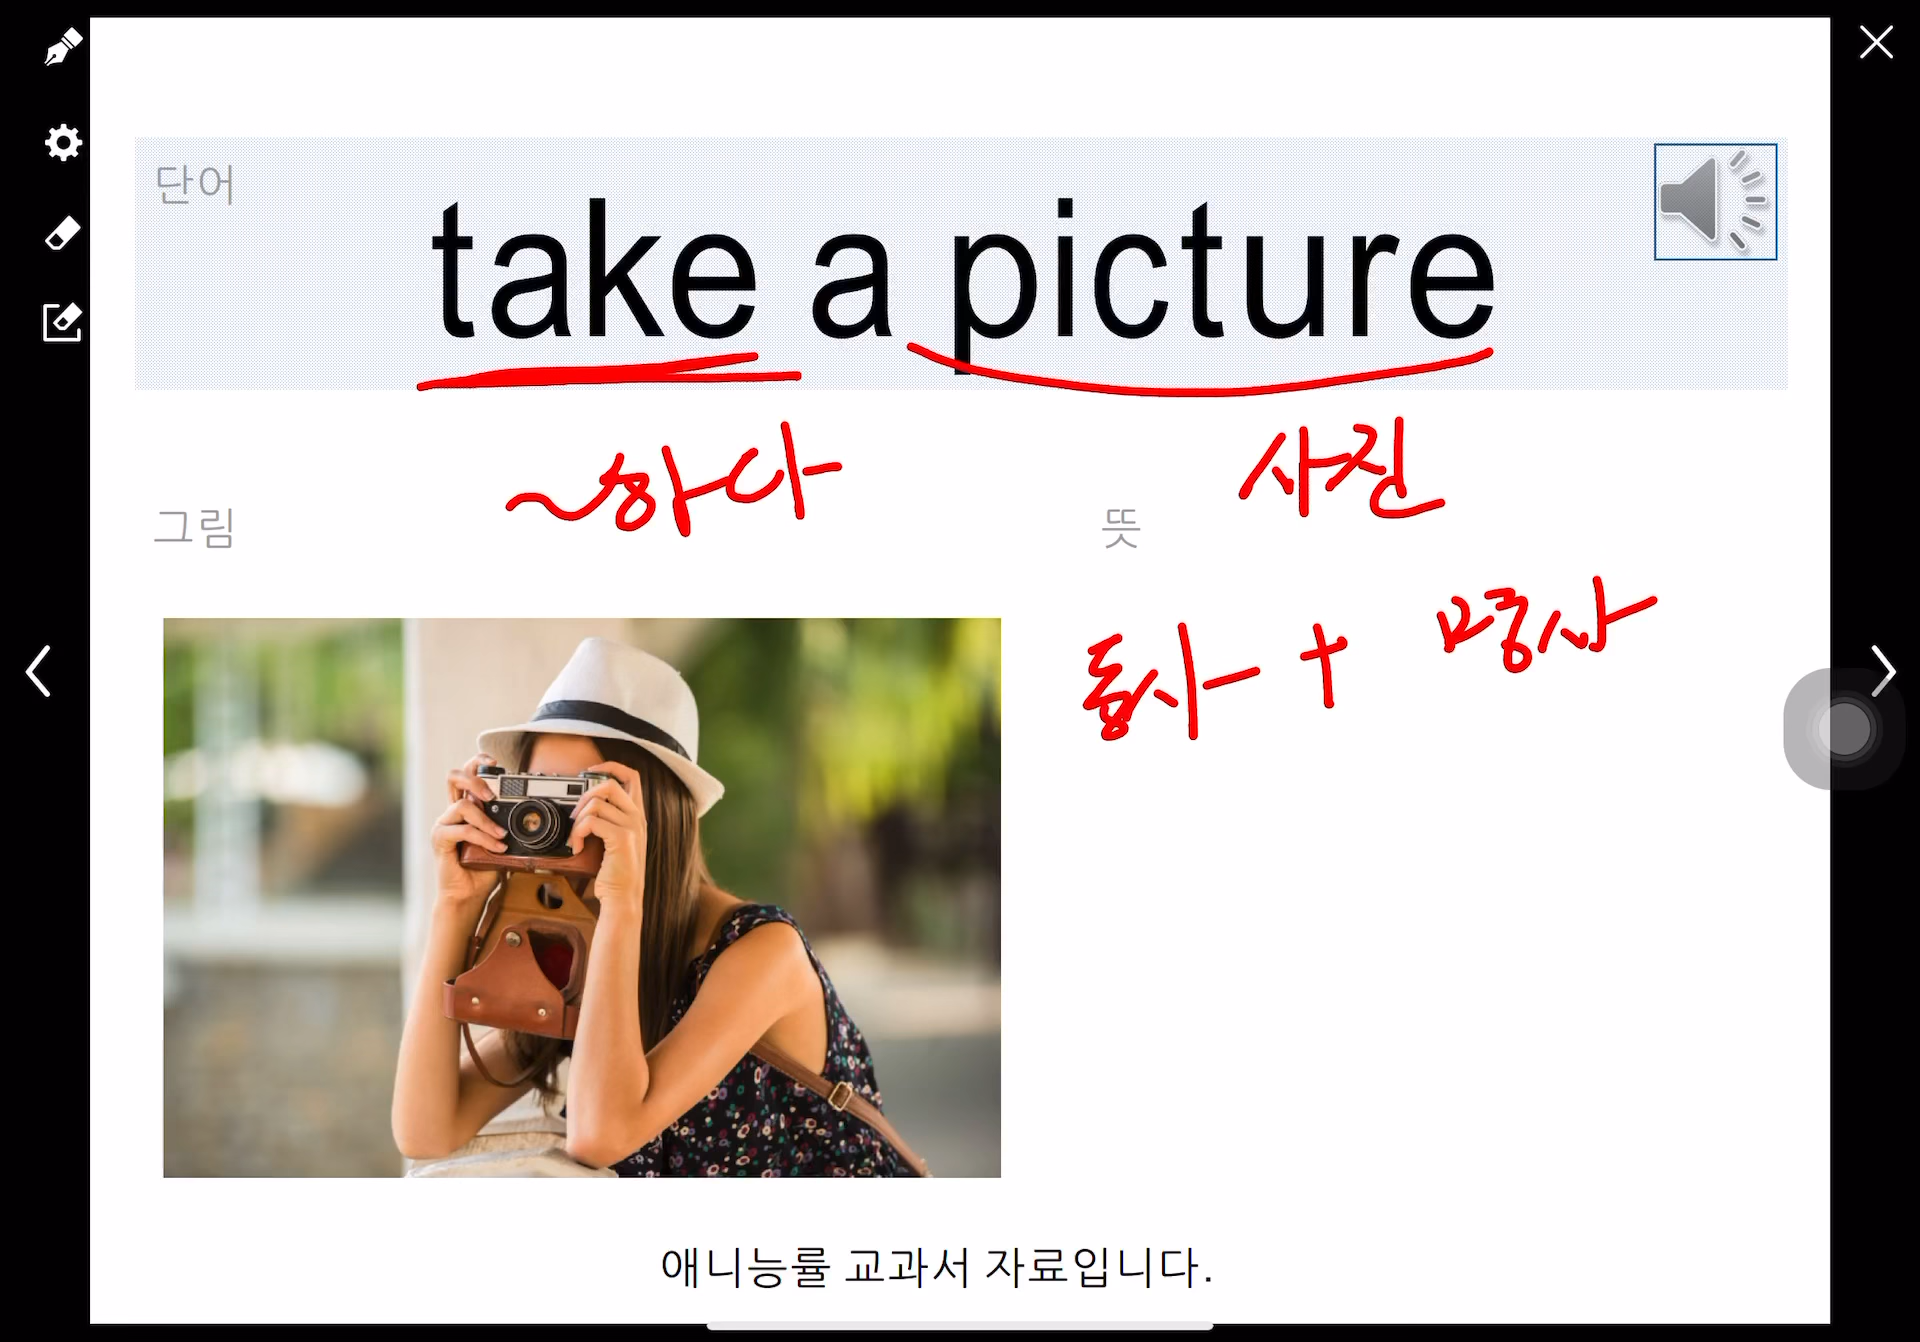 단어
take a picture
~하다 사진
그림 뜻
동사 + 명사
애니능률 교과서 자료입니다.